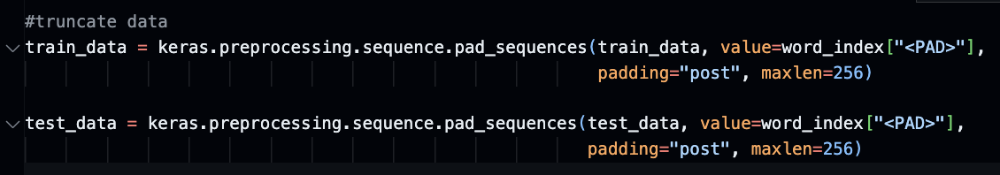 #truncate data
train_data = keras.preprocessing.sequence.pad_sequences(train_data, value=word_index["<PAD>"],
padding="post", maxlen=256)
test_data = keras.preprocessing.sequence.pad_sequences(test_data, value=word_index["<PAD>"],
padding="post", maxlen=256)